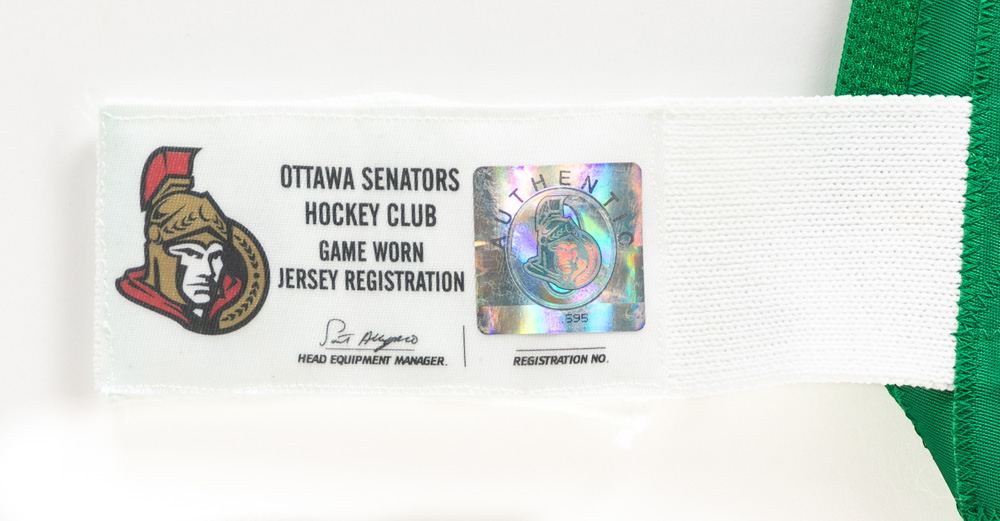 OTTAWA SENATORS
HOCKEY CLUB
GAME WORN
JERSEY REGISTRATION
HEAD EQUIPMENT MANAGER.
AUTHENTIC
595
REGISTRATION NO.